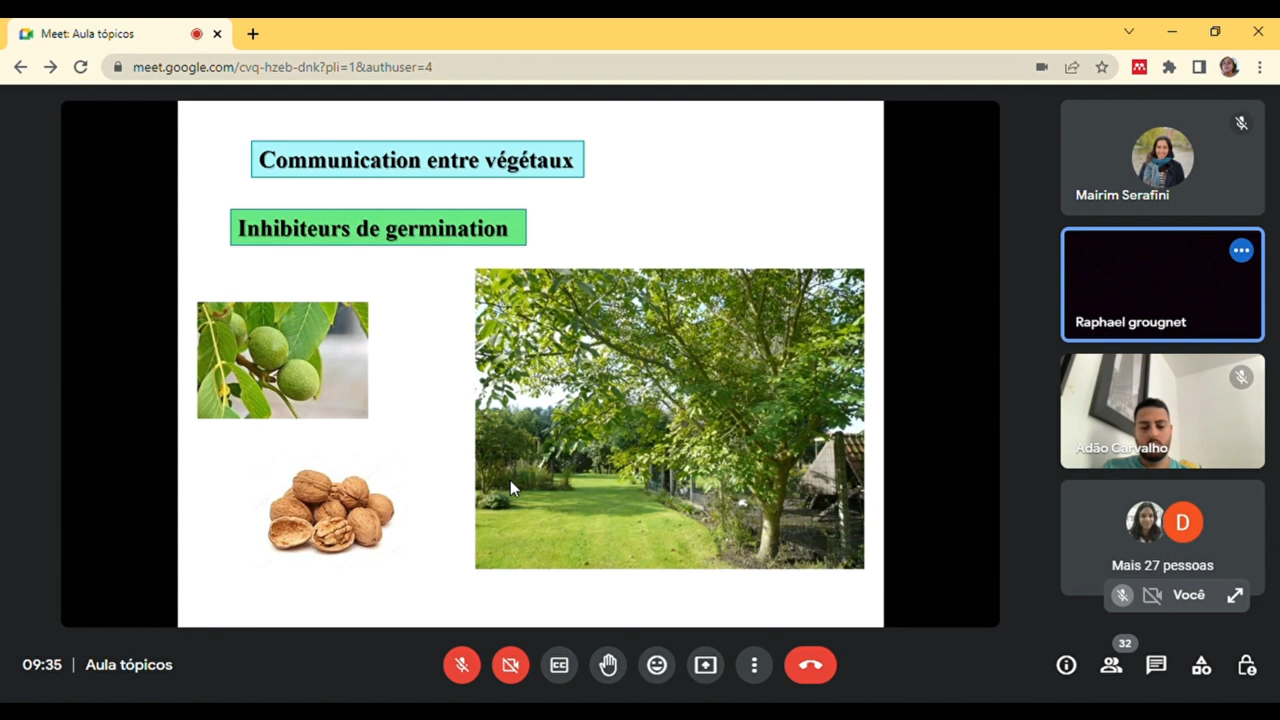 Meet: Aula tópicos
meet.google.com/cvq-hzeb-dnk?pli=1&authuser=4
Communication entre végétaux
Inhibiteurs de germination
Mairim Serafini
Raphael grougnet
Adão Carvalho
D
Mais 27 pessoas
Você
32
09:35 | Aula tópicos